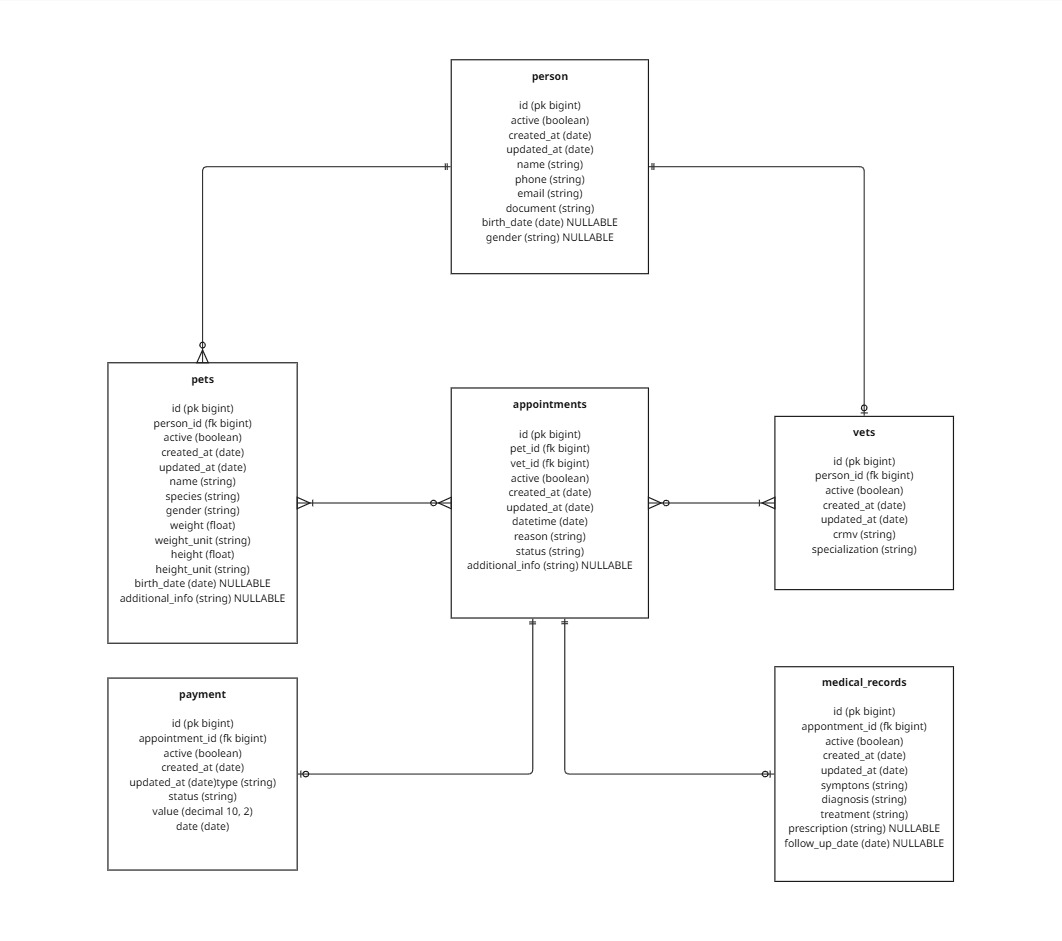 person
id (pk bigint)
active (boolean)
created_at (date)
updated_at (date)
name (string)
phone (string)
email (string)
document (string)
birth_date (date) NULLABLE
gender (string) NULLABLE
pets
id (pk bigint)
person_id (fk bigint)
active (boolean)
created_at (date)
updated_at (date)
name (string)
species (string)
gender (string)
weight (float)
weight_unit (string)
height (float)
height_unit (string)
birth_date (date) NULLABLE
additional_info (string) NULLABLE
appointments
id (pk bigint)
pet_id (fk bigint)
vet_id (fk bigint)
active (boolean)
created_at (date)
updated_at (date)
datetime (date)
reason (string)
status (string)
additional_info (string) NULLABLE
vets
id (pk bigint)
person_id (fk bigint)
active (boolean)
created_at (date)
updated_at (date)
crmv (string)
specialization (string)
payment
id (pk bigint)
appointment_id (fk bigint)
active (boolean)
created_at (date)
updated_at (date)type (string)
status (string)
value (decimal 10, 2)
date (date)
medical_records
id (pk bigint)
appontment_id (fk bigint)
active (boolean)
created_at (date)
updated_at (date)
symptons (string)
diagnosis (string)
treatment (string)
prescription (string) NULLABLE
follow_up_date (date) NULLABLE